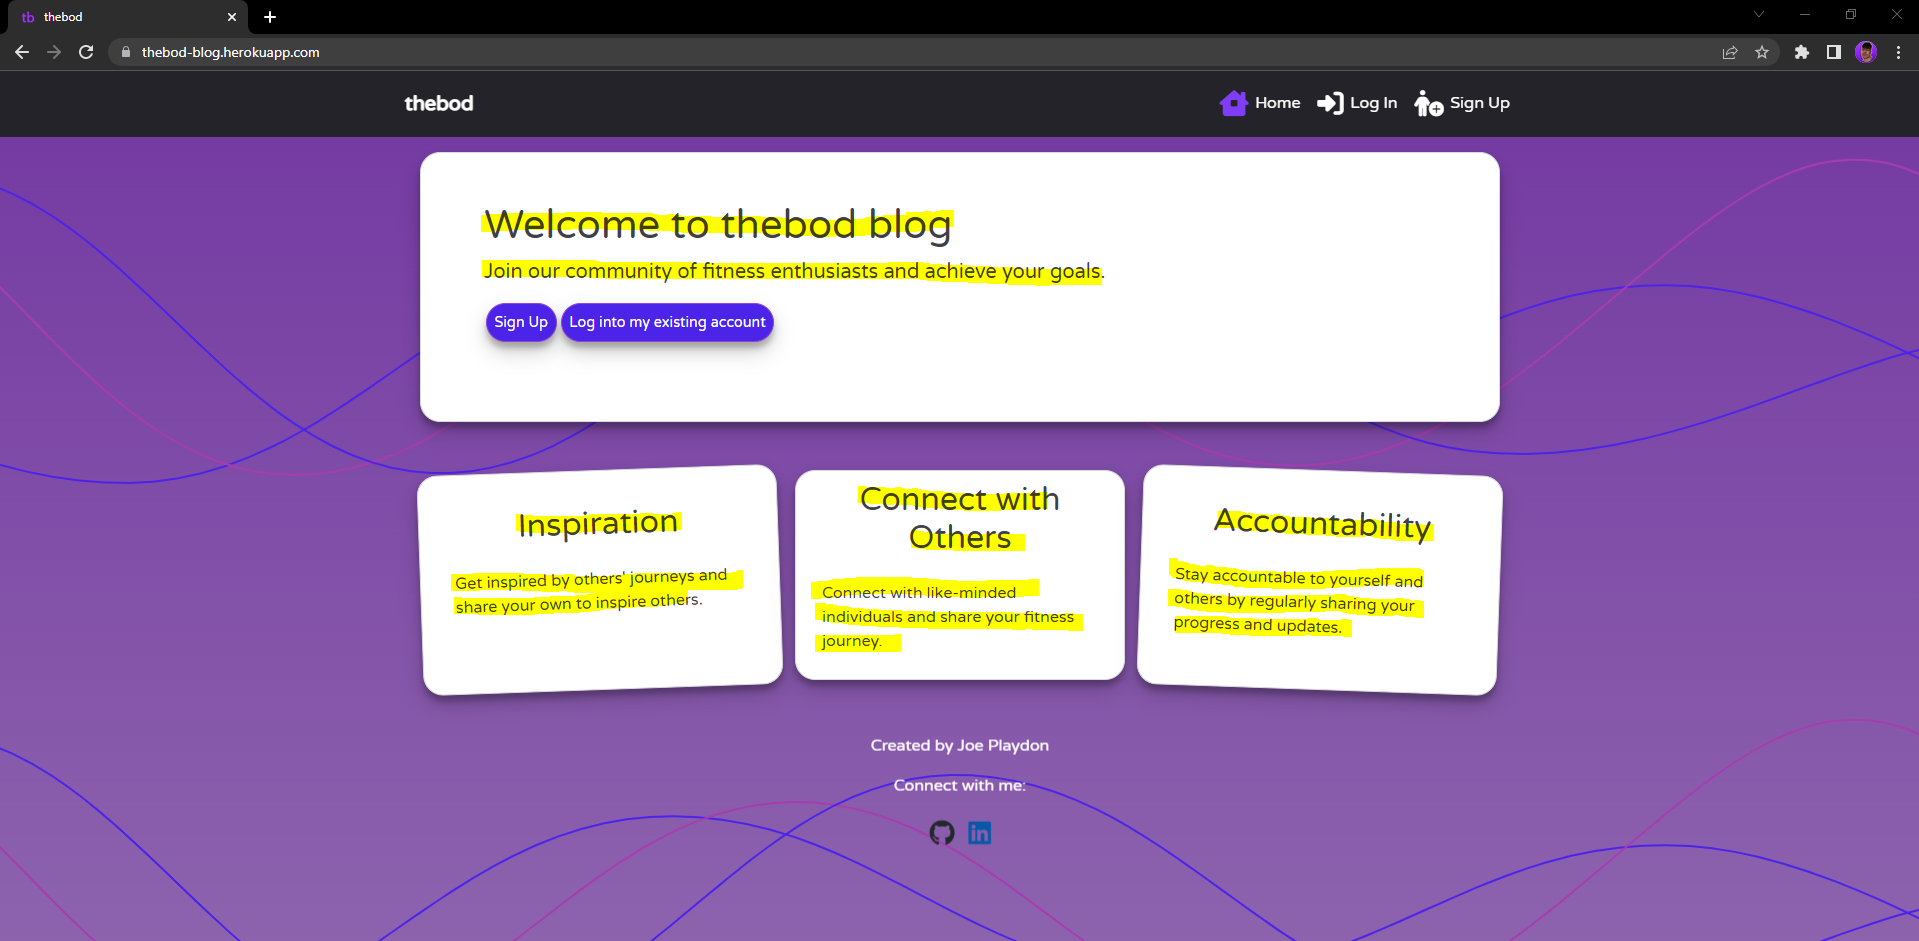 tb thebod
thebod-blog.herokuapp.com
thebod
Home Log In Sign Up
Welcome to thebod blog
Join our community of fitness enthusiasts and achieve your goals.
Sign Up Log into my existing account
Inspiration
Get inspired by others' journeys and
share your own to inspire others.
Connect with
Others
Connect with like-minded
individuals and share your fitness
journey.
Accountability
Stay accountable to yourself and
others by regularly sharing your
progress and updates.
Created by Joe Playdon
Connect with me:
in